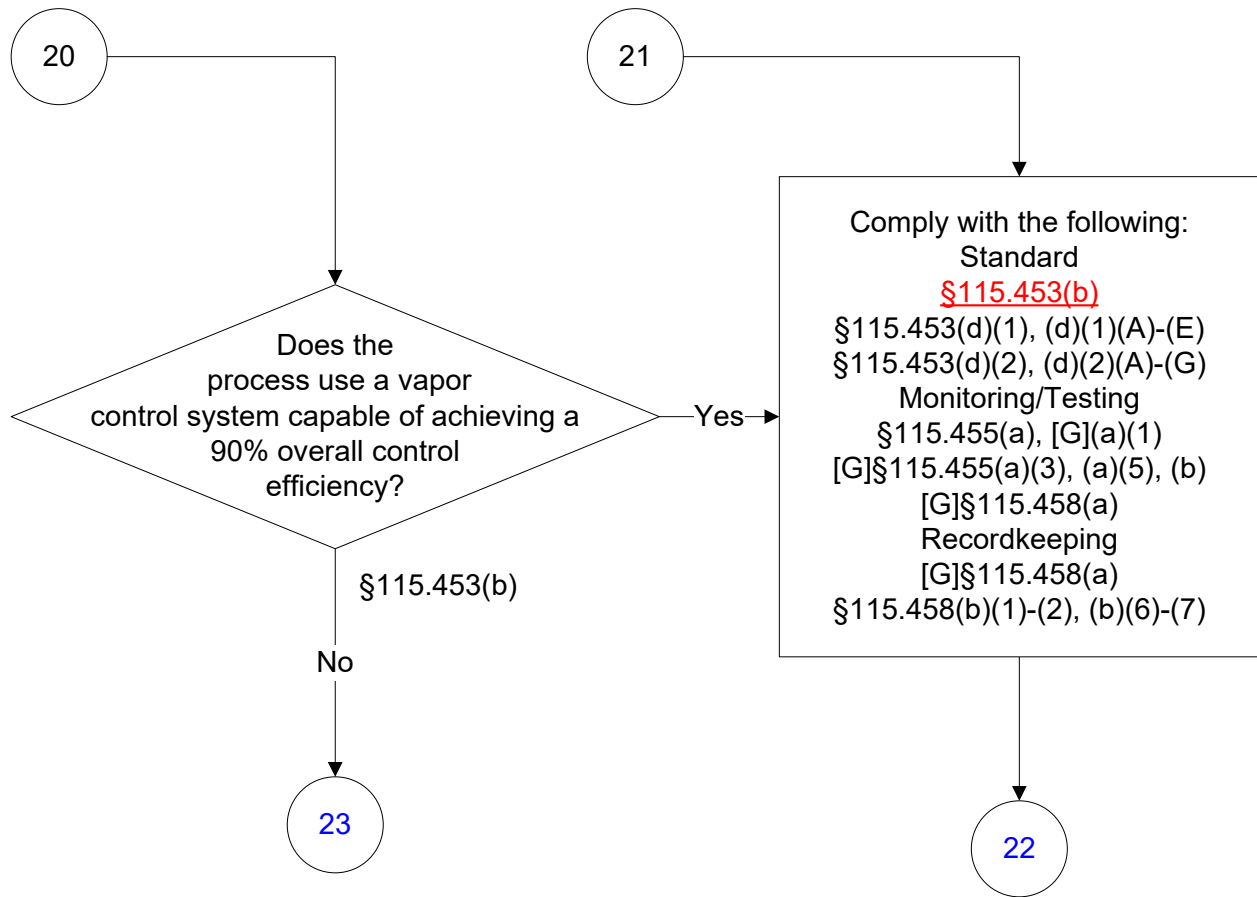 20
21
Does the
process use a vapor
control system capable of achieving a
90% overall control
efficiency?
Yes
§115.453(b)
No
23
Comply with the following:
Standard
§115.453(b)
§115.453(d)(1), (d)(1)(A)-(E)
§115.453(d)(2), (d)(2)(A)-(G)
Monitoring/Testing
§115.455(a), [G](a)(1)
[G]§115.455(a)(3), (a)(5), (b)
[G]§115.458(a)
Recordkeeping
[G]§115.458(a)
§115.458(b)(1)-(2), (b)(6)-(7)
22